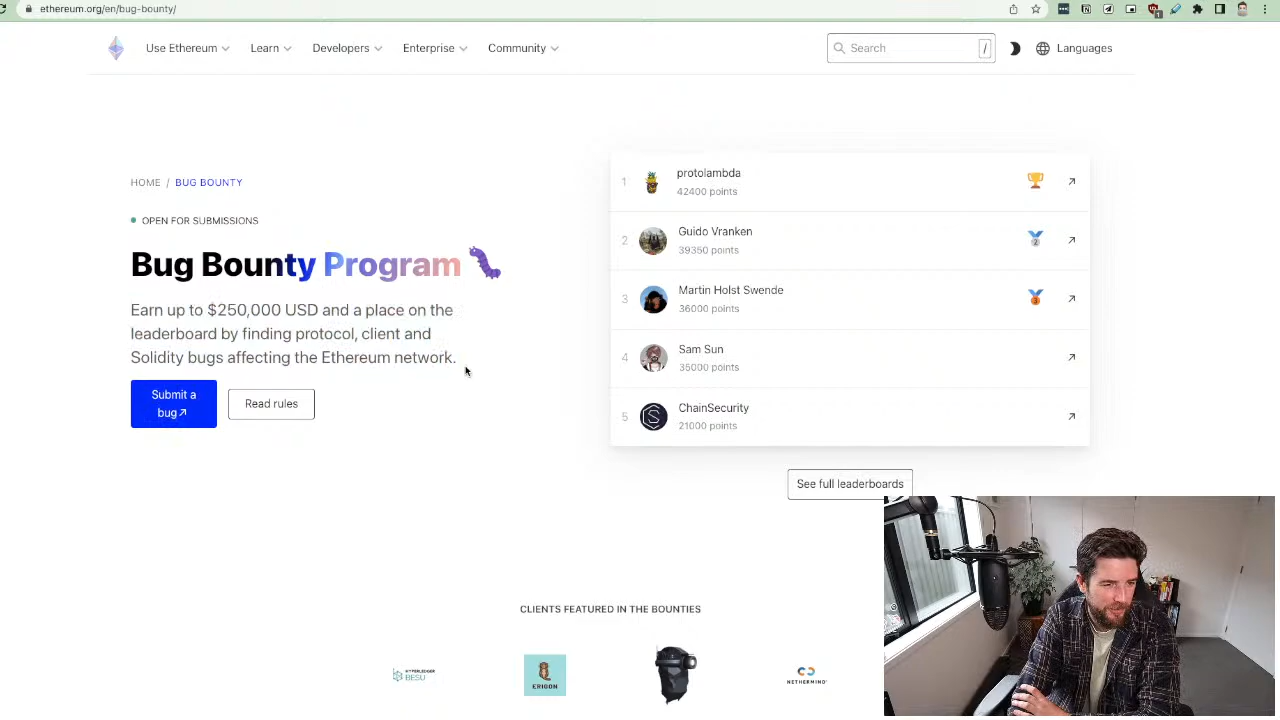 ethereum.org/en/bug-bounty/
Use Ethereum
Learn
Developers
Enterprise
Community
Search
/
Languages
HOME / BUG BOUNTY
OPEN FOR SUBMISSIONS
Bug Bounty Program
Earn up to $250,000 USD and a place on the
leaderboard by finding protocol, client and
Solidity bugs affecting the Ethereum network.
Submit a
bug
Read rules
1
protolambda
42400 points
2
Guido Vranken
39350 points
3
Martin Holst Swende
36000 points
4
Sam Sun
35000 points
5
ChainSecurity
21000 points
See full leaderboards
CLIENTS FEATURED IN THE BOUNTIES
HYPERLEDGER
BESU
ERIGON
NETHERMIND